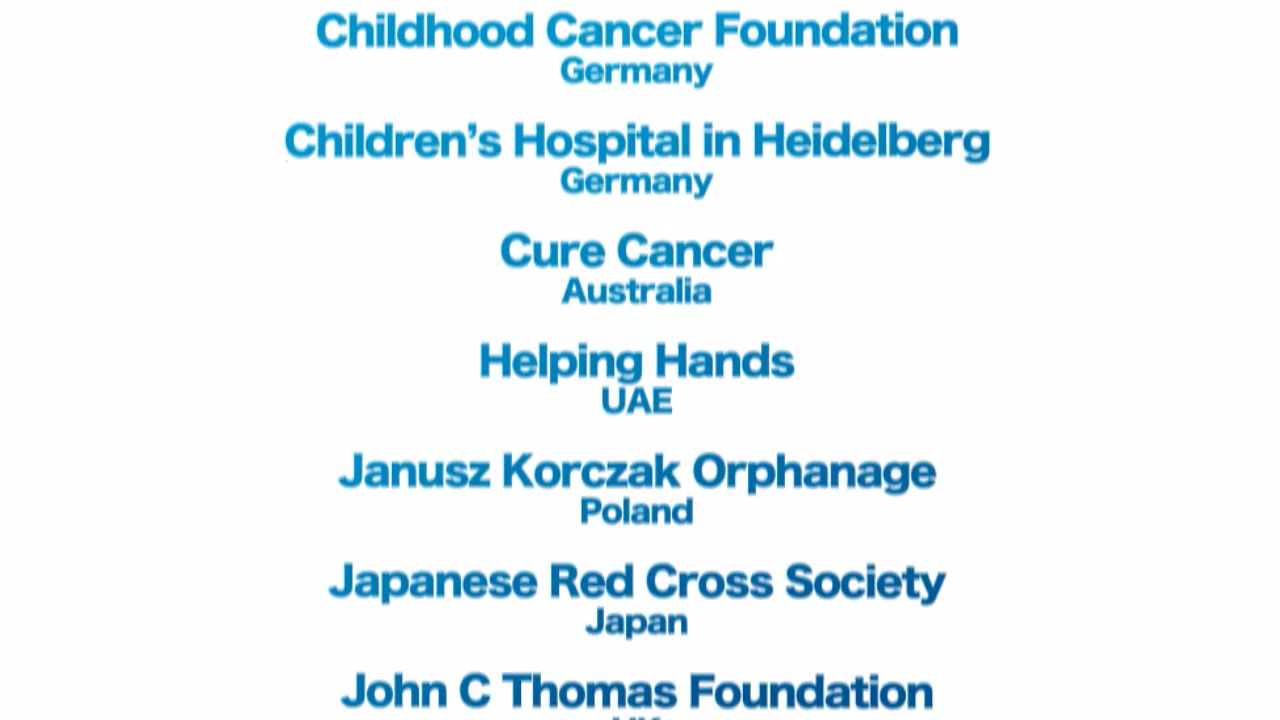 Childhood Cancer Foundation
Germany
Children’s Hospital in Heidelberg
Germany
Cure Cancer
Australia
Helping Hands
UAE
Janusz Korczak Orphanage
Poland
Japanese Red Cross Society
Japan
John C Thomas Foundation